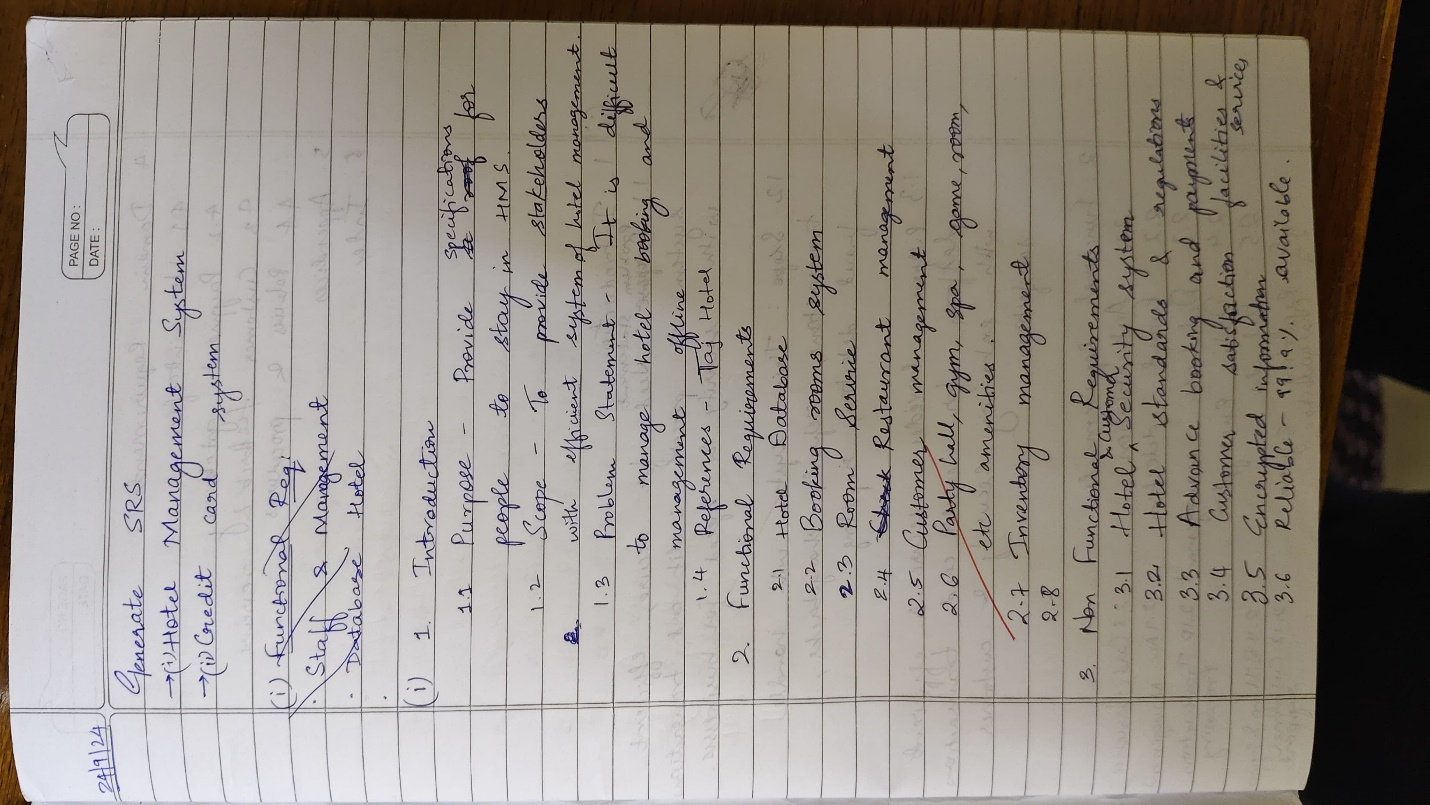 PAGE NO:
DATE:
24/9/24
Generate SRS
→(i) Hotel Management System
→(ii) Credit card system
(i) Functional Req.
· Staff & Management
· Database Hotel
(i) 1. Introduction
1.1 Purpose - Provide specifications for
people to stay in HMS.
1.2 Scope - To provide stakeholders
with efficient system of hotel management.
1.3 Problem Statement - It is difficult
to manage hotel booking and
management offline
1.4 References - Taj Hotel
2. Functional Requirements
2.1 Hotel Database
2.2 Booking rooms system
2.3 Room Service
2.4 Restaurant management
2.5 Customer management
2.6 Party hall, gym, spa, game, room,
etc amenities.
2.7 Inventory management
2.8
3. Non Functional Requirements
3.1 Hotel & Security system
3.2 Hotel standards & regulations
3.3 Advance booking and payments
3.4 Customer satisfaction facilities & services
3.5 Encrypted information
3.6 Reliable - 99.9% available.